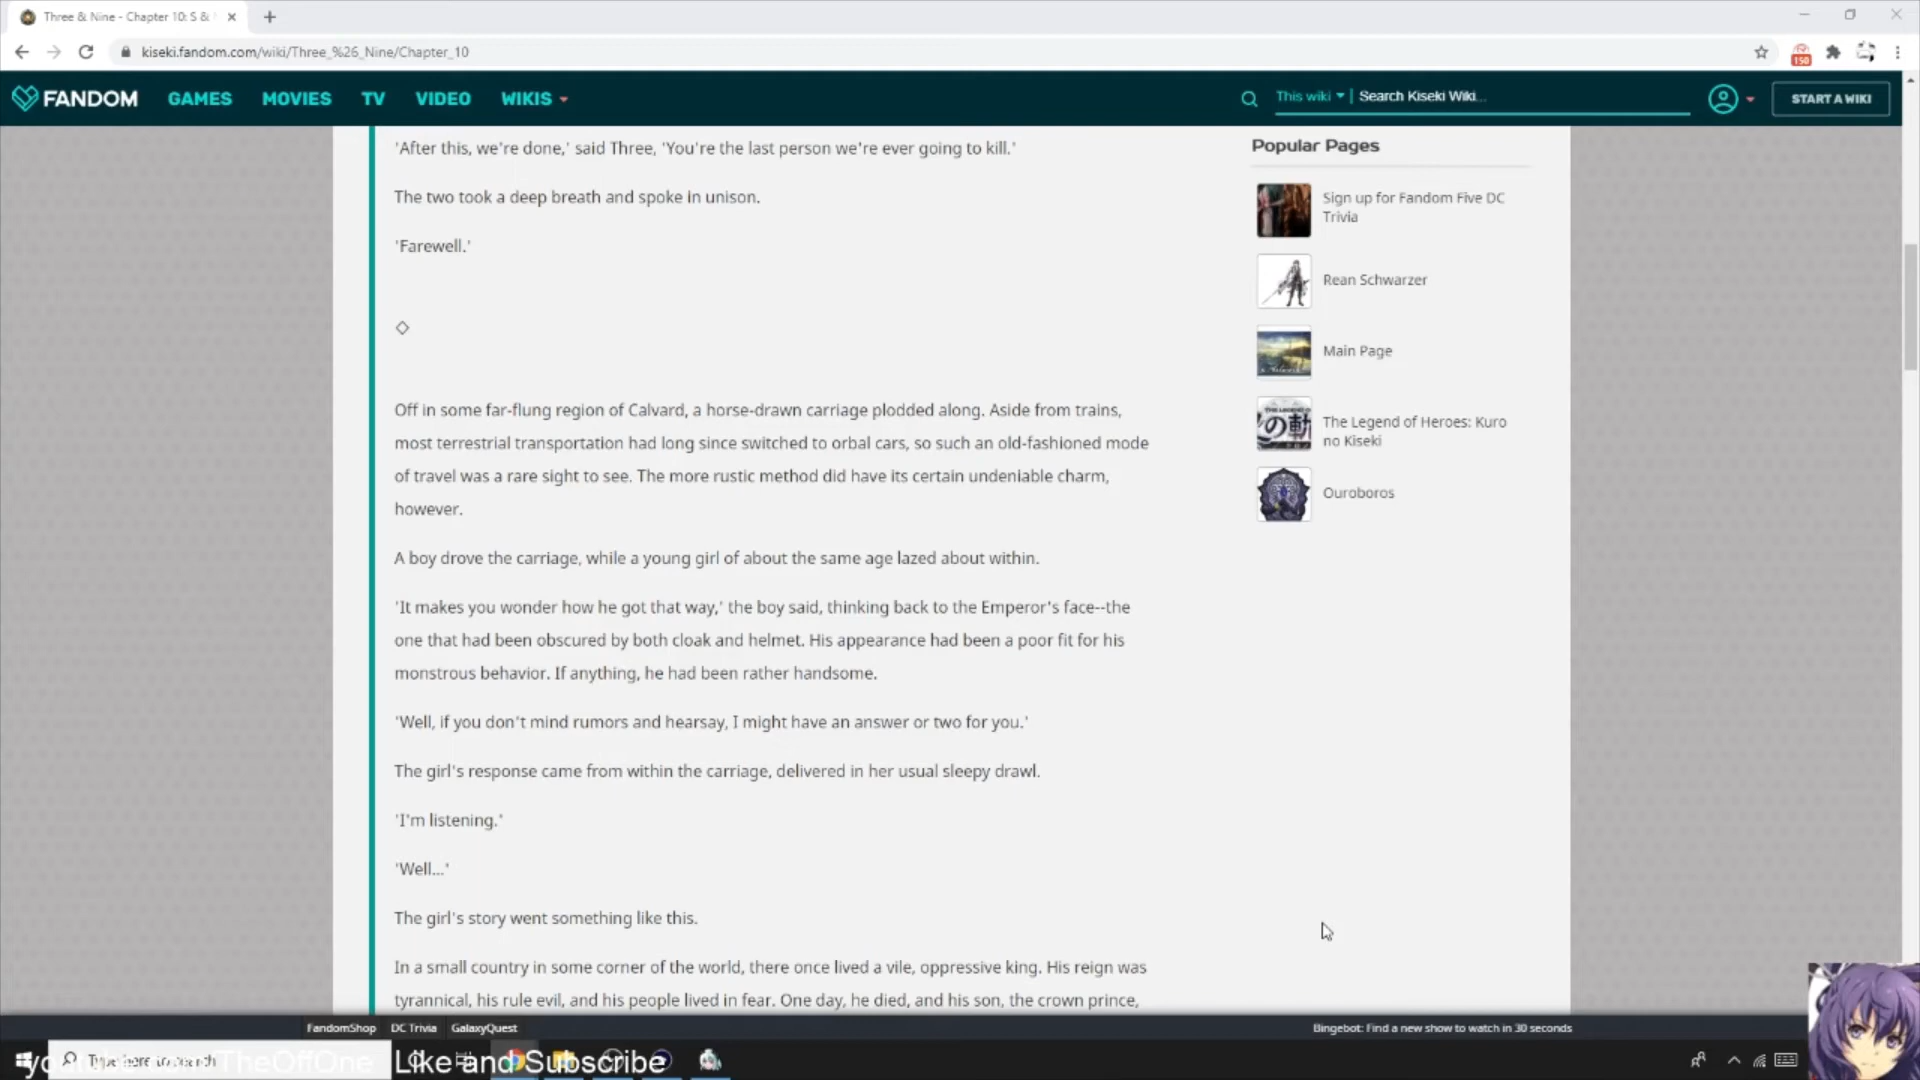 Three & Nine - Chapter 10: S &
kiseki.fandom.com/wiki/Three_%26_Nine/Chapter_10
150
FANDOM GAMES MOVIES TV VIDEO WIKIS
This wiki Search Kiseki Wiki...
START A WIKI
'After this, we're done,' said Three, 'You're the last person we're ever going to kill.'
The two took a deep breath and spoke in unison.
'Farewell.'
◇
Off in some far-flung region of Calvard, a horse-drawn carriage plodded along. Aside from trains,
most terrestrial transportation had long since switched to orbal cars, so such an old-fashioned mode
of travel was a rare sight to see. The more rustic method did have its certain undeniable charm,
however.
A boy drove the carriage, while a young girl of about the same age lazed about within.
'It makes you wonder how he got that way,' the boy said, thinking back to the Emperor's face--the
one that had been obscured by both cloak and helmet. His appearance had been a poor fit for his
monstrous behavior. If anything, he had been rather handsome.
'Well, if you don't mind rumors and hearsay, I might have an answer or two for you.'
The girl's response came from within the carriage, delivered in her usual sleepy drawl.
'I'm listening.'
'Well...'
The girl's story went something like this.
In a small country in some corner of the world, there once lived a vile, oppressive king. His reign was
tyrannical, his rule evil, and his people lived in fear. One day, he died, and his son, the crown prince,
Popular Pages
Sign up for Fandom Five DC
Trivia
Rean Schwarzer
Main Page
The Legend of Heroes: Kuro
no Kiseki
Ouroboros
FandomShop DC Trivia GalaxyQuest
Bingebot: Find a new show to watch in 30 seconds
Type here to search
TheOffOne Like and Subscribe